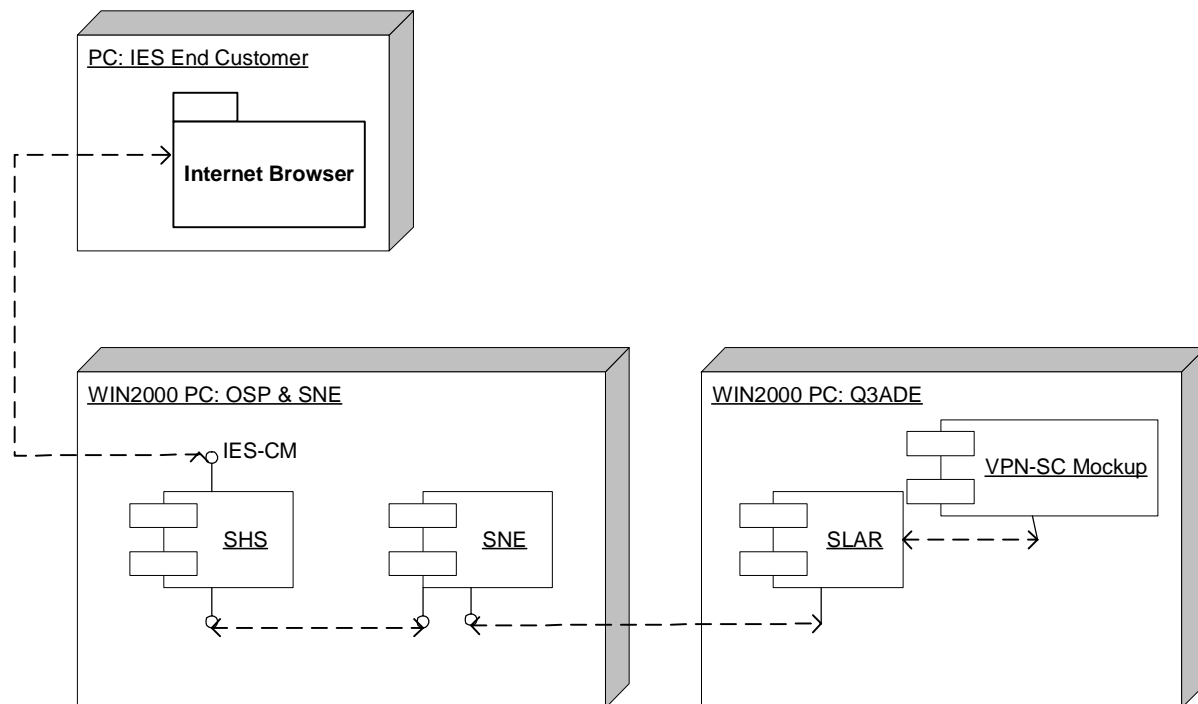 PC: IES End Customer
Internet Browser
WIN2000 PC: OSP & SNE
IES-CM
SHS
SNE
WIN2000 PC: Q3ADE
VPN-SC Mockup
SLAR